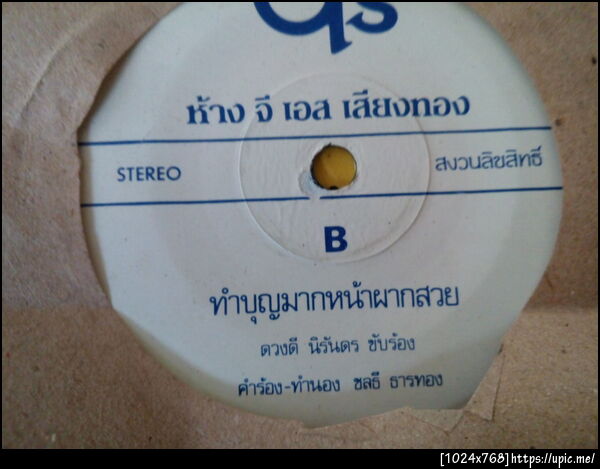 ห้าง จี เอส เสียงทอง
STEREO
สงวนลิขสิทธิ์
B
ทำบุญมากหน้าผากสวย
ดวงดี นิรันดร ขับร้อง
คำร้อง-ทำนอง ชลธี ธารทอง
[1024x768]https://upic.me/